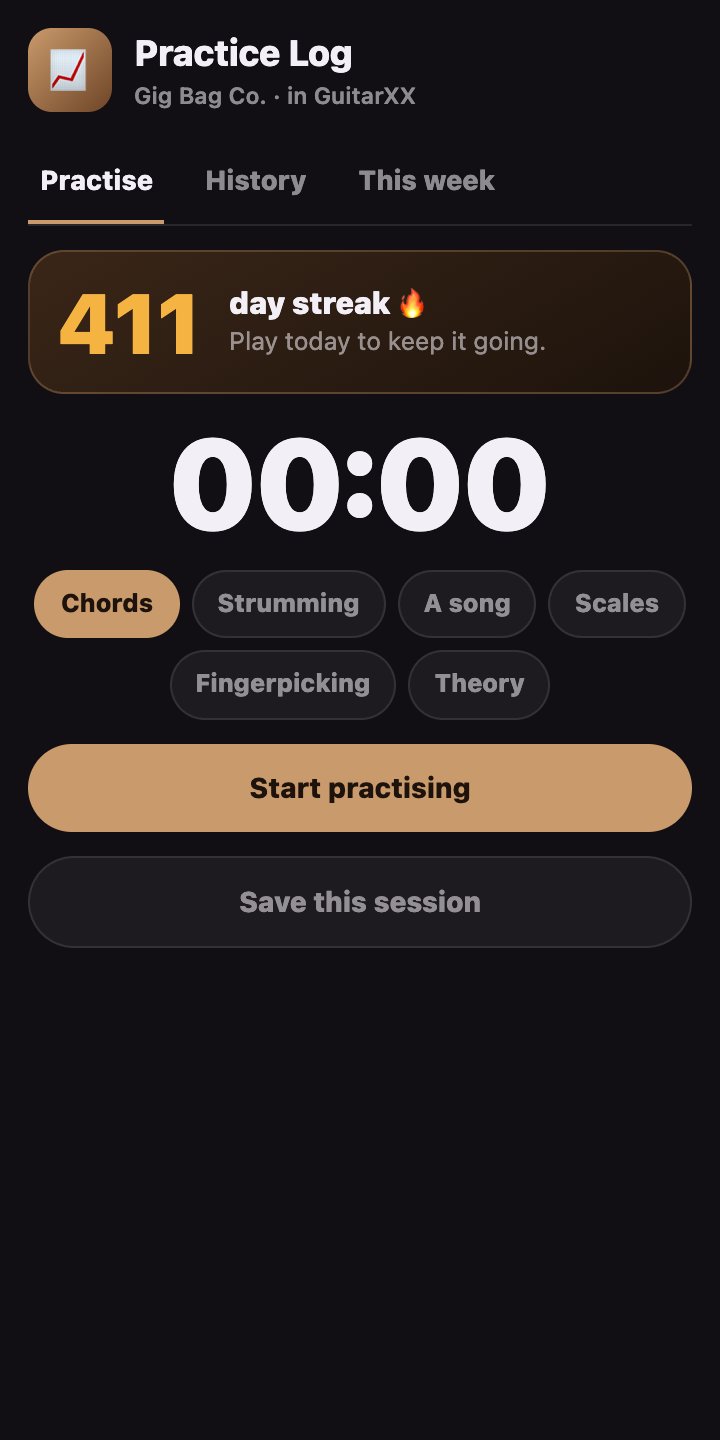 Practice Log
Gig Bag Co. · in GuitarXX
Practise History This week
411
day streak 🔥
Play today to keep it going.
00:00
Chords Strumming A song Scales
Fingerpicking Theory
Start practising
Save this session